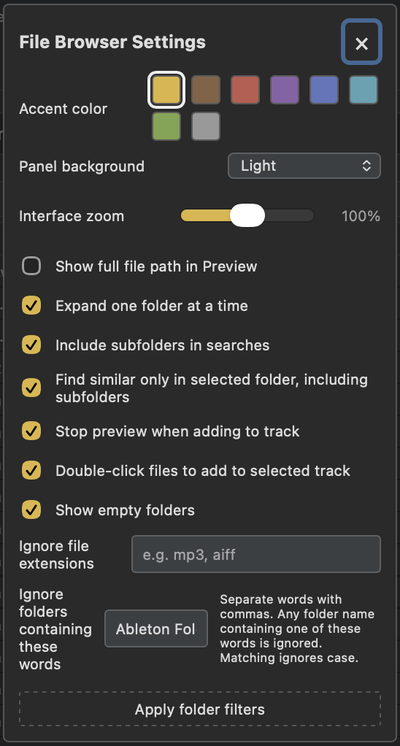 File Browser Settings
Accent color
Panel background
Light
Interface zoom
100%
Show full file path in Preview
Expand one folder at a time
Include subfolders in searches
Find similar only in selected folder, including
subfolders
Stop preview when adding to track
Double-click files to add to selected track
Show empty folders
Ignore file
extensions
e.g. mp3, aiff
Ignore
folders
containing
these
words
Ableton Fol
Separate words with
commas. Any folder name
containing one of these
words is ignored.
Matching ignores case.
Apply folder filters